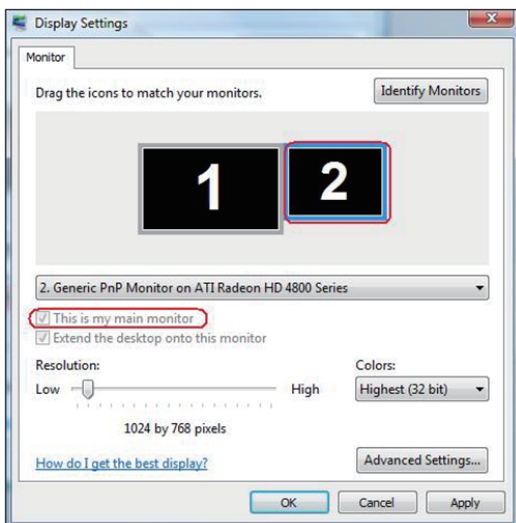 Display Settings
Monitor
Drag the icons to match your monitors.
Identify Monitors
1
2
2. Generic PnP Monitor on ATI Radeon HD 4800 Series
This is my main monitor
Extend the desktop onto this monitor
Resolution:
Colors:
Low
High
Highest (32 bit)
1024 by 768 pixels
How do I get the best display?
Advanced Settings...
OK
Cancel
Apply